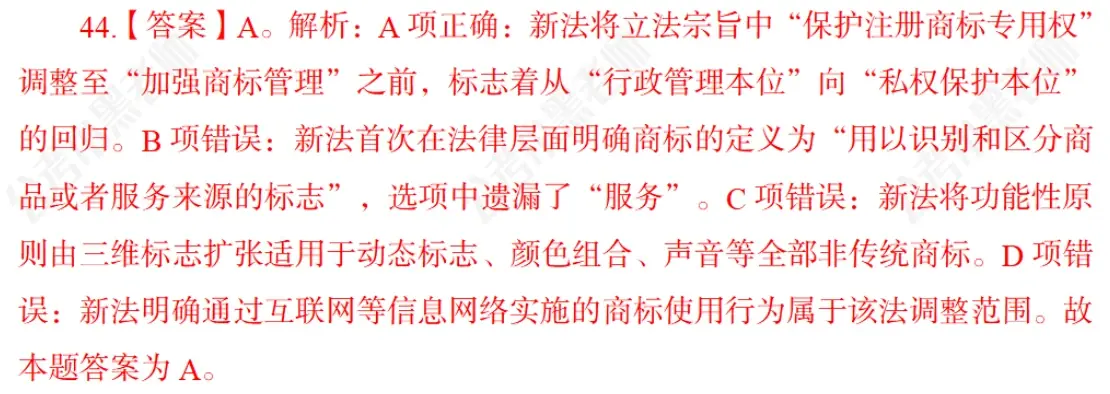 44.【答案】A。解析：A 项正确：新法将立法宗旨中“保护注册商标专用权”
调整至“加强商标管理”之前，标志着从“行政管理本位”向“私权保护本位”
的回归。B 项错误：新法首次在法律层面明确商标的定义为“用以识别和区分商
品或者服务来源的标志”，选项中遗漏了“服务”。C 项错误：新法将功能性原
则由三维标志扩张适用于动态标志、颜色组合、声音等全部非传统商标。D 项错
误：新法明确通过互联网等信息网络实施的商标使用行为属于该法调整范围。故
本题答案为 A。